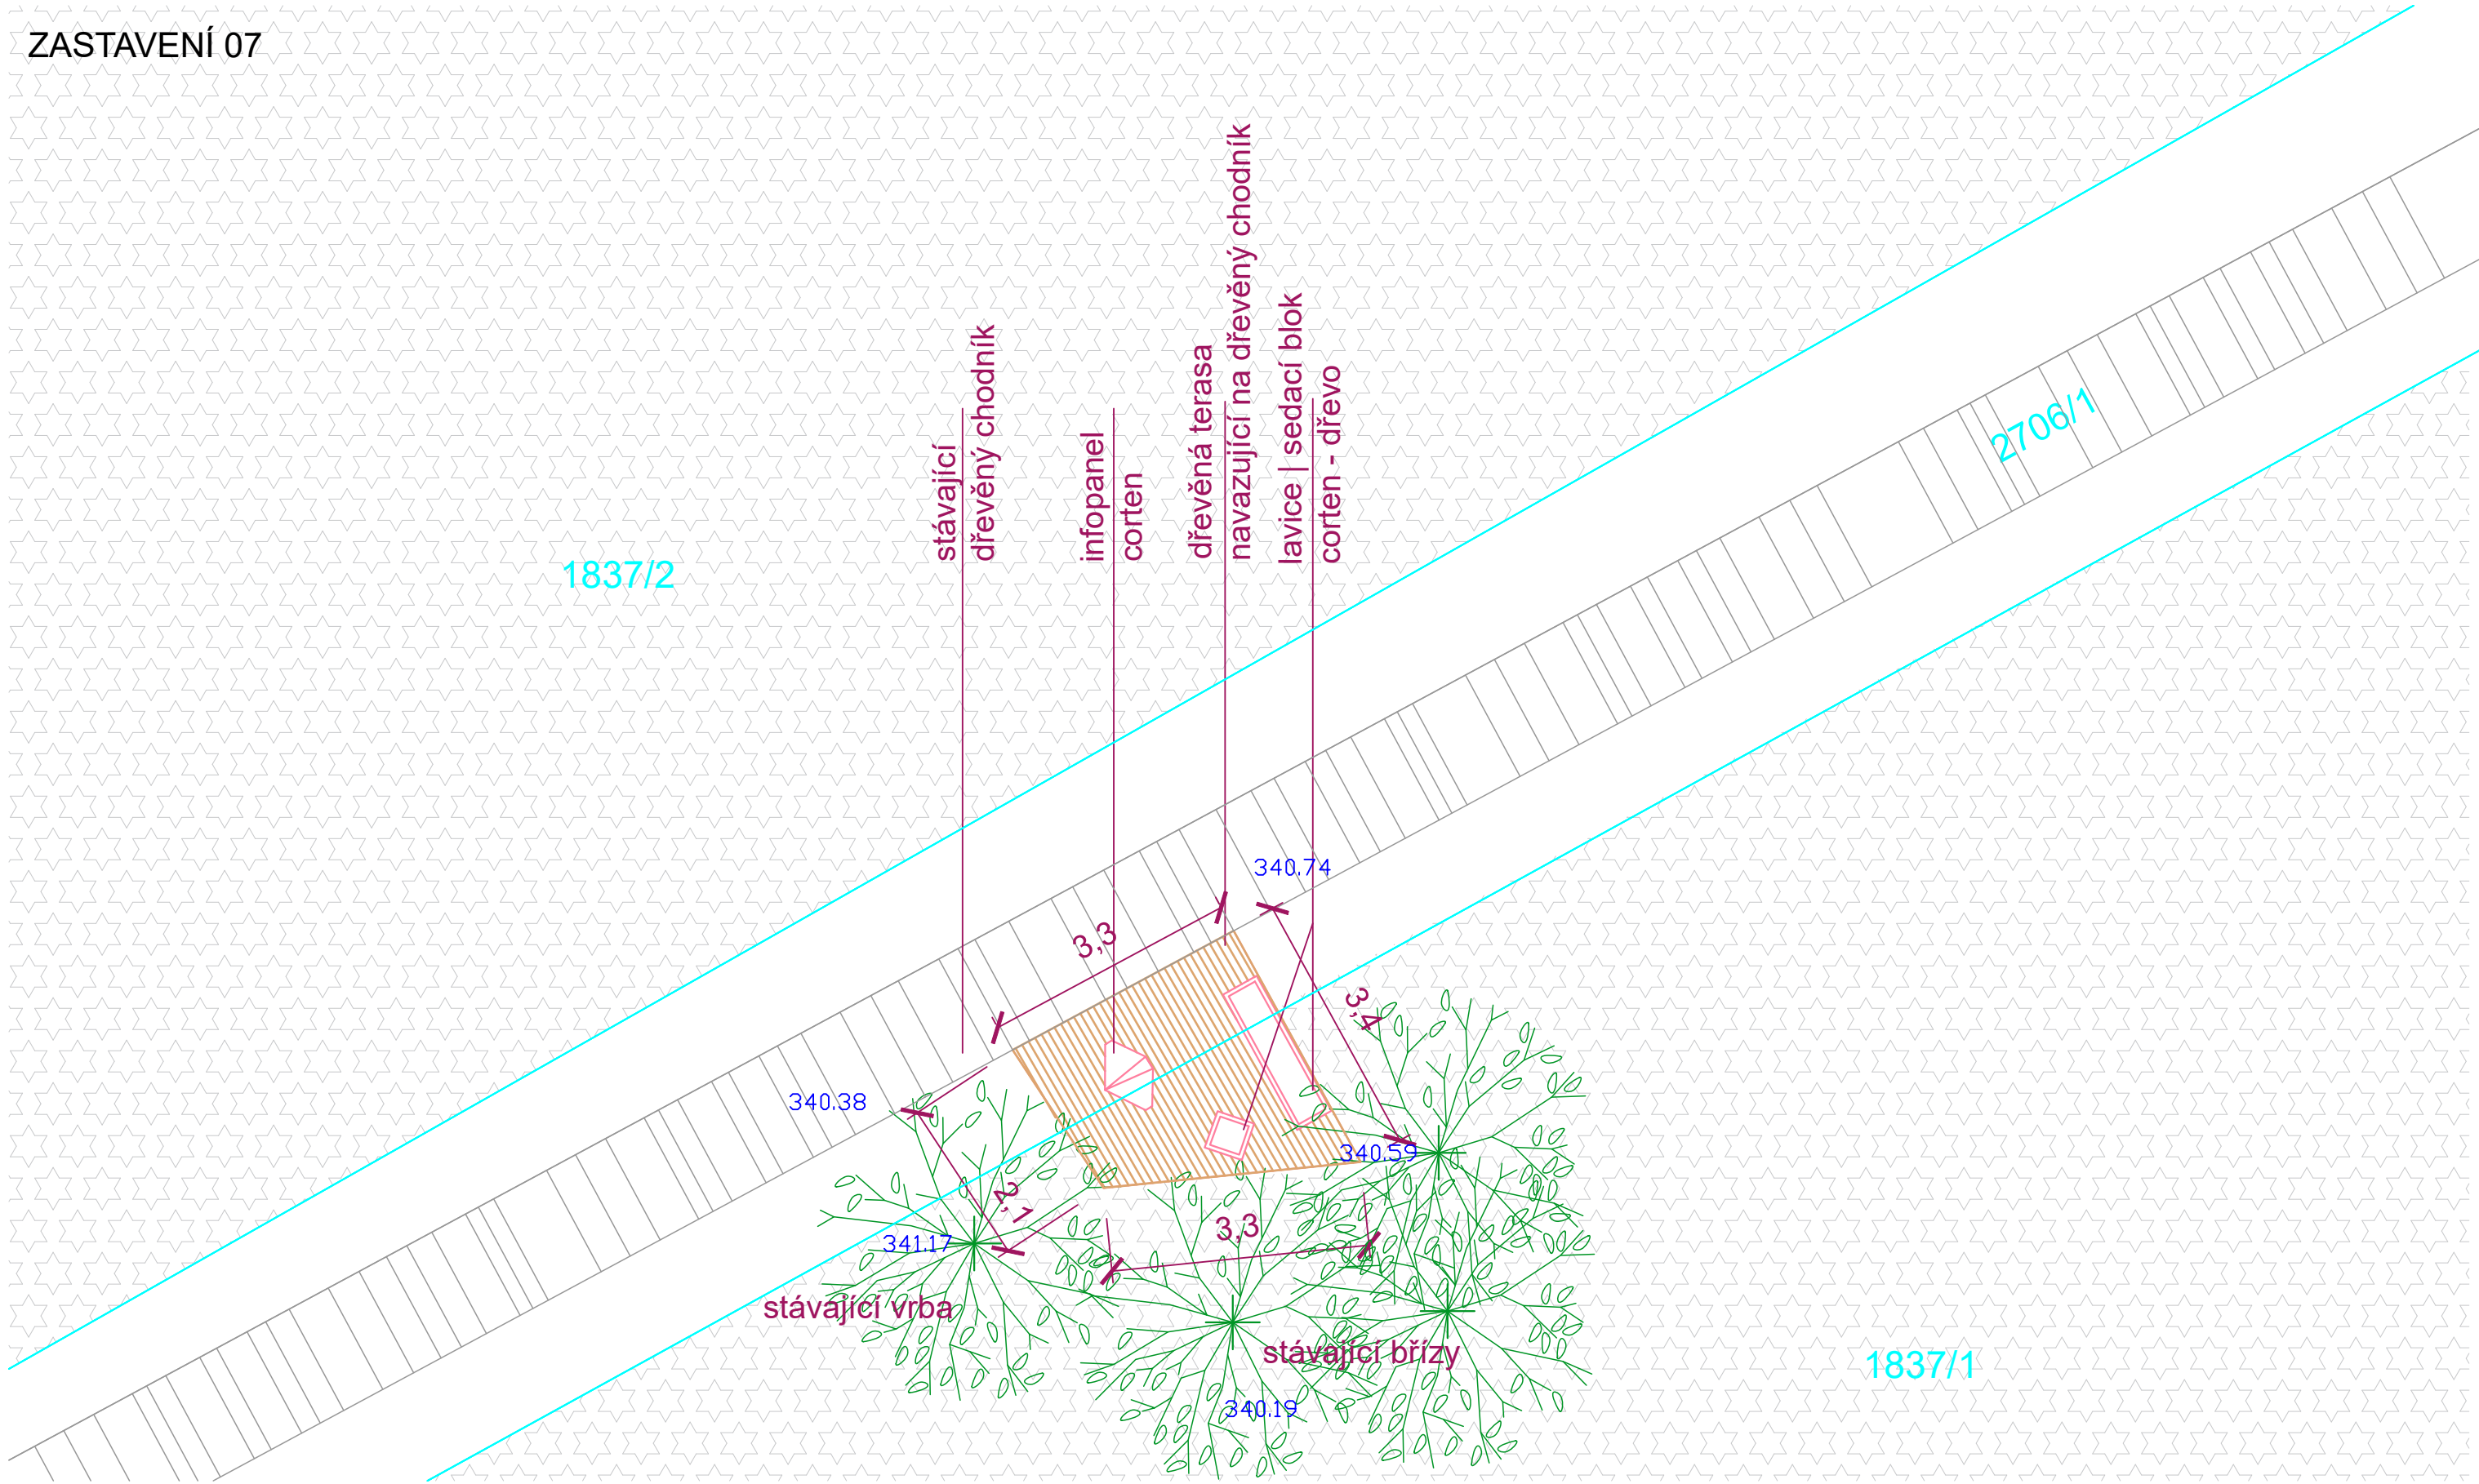 ZASTAVENÍ 07
stávající
dřevěný chodník
infopanel
corten
dřevěná terasa
navazující na dřevěný chodník
lavice | sedací blok
corten - dřevo
2706/1
1837/2
340.74
3,3
3,4
340.38
340.59
2,1
3,3
341.17
stávající vrba
stávající břízy
1837/1
340.19